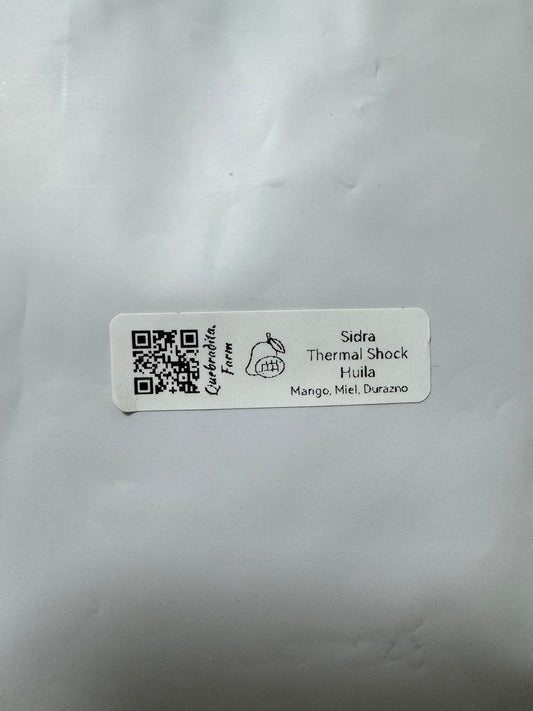 Quebradita
Farm
Sidra
Thermal Shock
Huila
Mango, Miel, Durazno